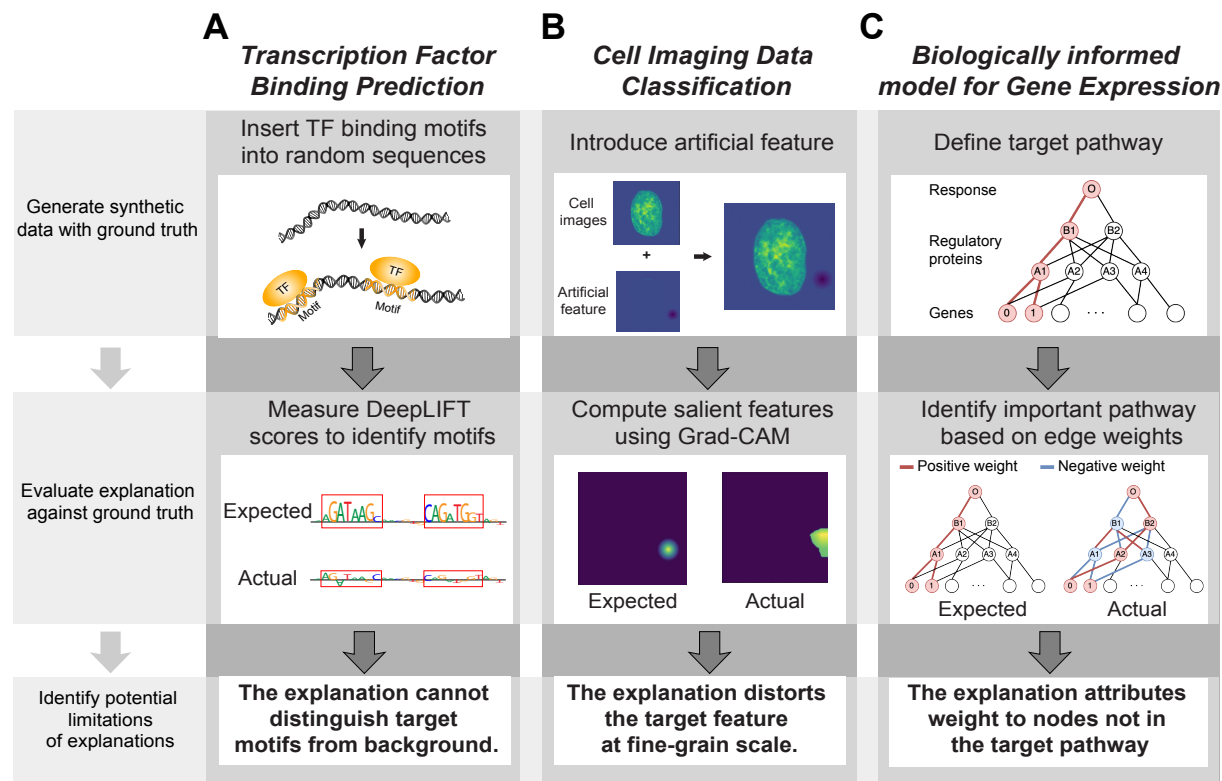 A
Transcription Factor
Binding Prediction
B
Cell Imaging Data
Classification
C
Biologically informed
model for Gene Expression
Generate synthetic
data with ground truth
Insert TF binding motifs
into random sequences
TF
TF
Motif
Motif
Introduce artificial feature
Cell
images
+
Artificial
feature
Define target pathway
Response
Regulatory
proteins
Genes
O
B1 B2
A1 A2 A3 A4
0 1 . . .
Evaluate explanation
against ground truth
Measure DeepLIFT
scores to identify motifs
Expected
AGATAAGC CAGATGGT
Actual
Compute salient features
using Grad-CAM
Expected Actual
Identify important pathway
based on edge weights
Positive weight Negative weight
O O
B1 B2 B1 B2
A1 A2 A3 A4 A1 A2 A3 A4
0 1 . . . 0 1 . . .
Expected Actual
Identify potential
limitations
of explanations
The explanation cannot
distinguish target
motifs from background.
The explanation distorts
the target feature
at fine-grain scale.
The explanation attributes
weight to nodes not in
the target pathway